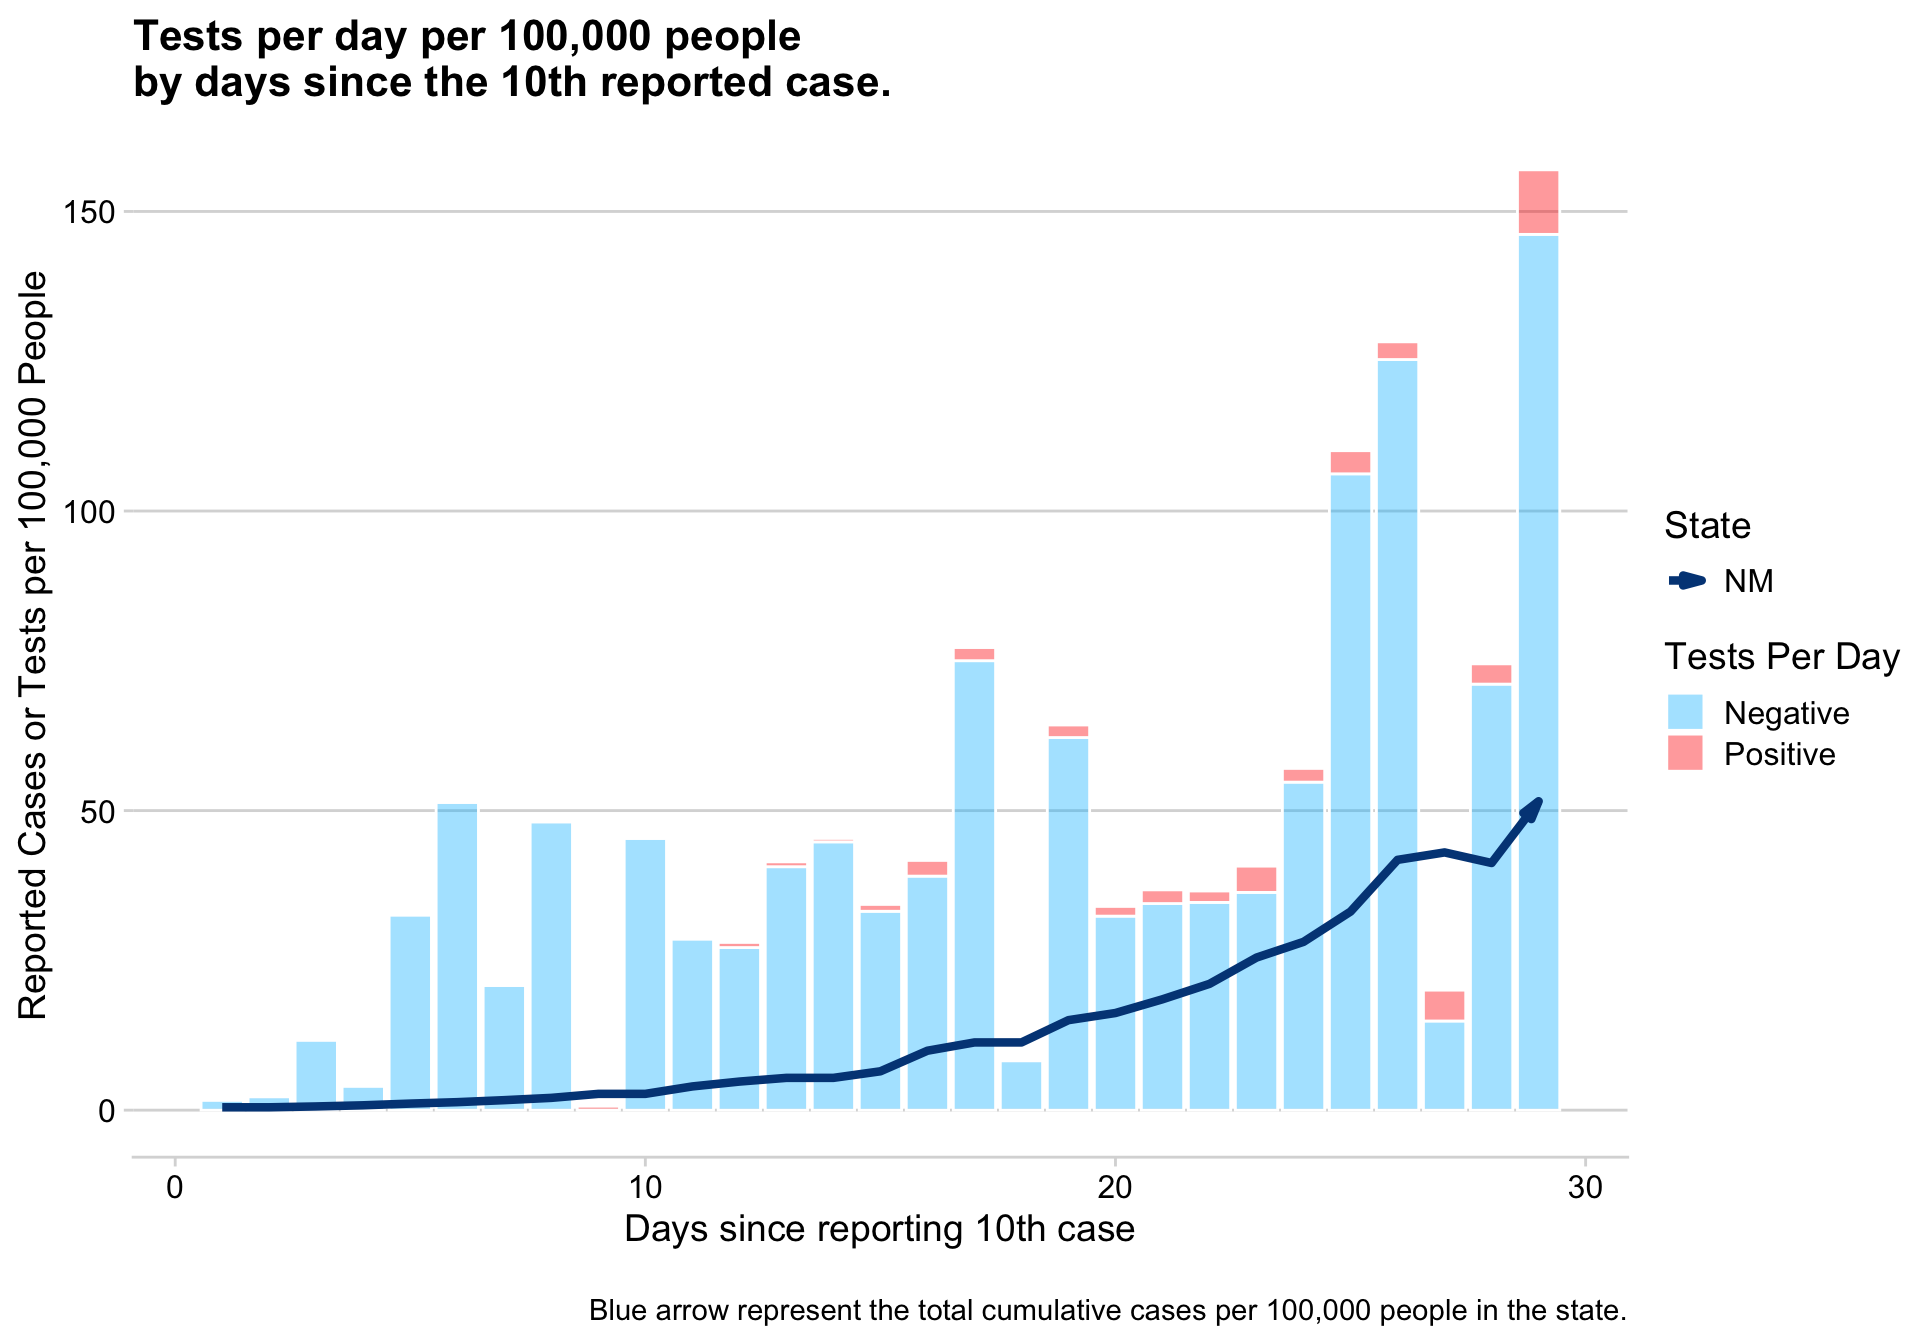 Tests per day per 100,000 people
by days since the 10th reported case.
Reported Cases or Tests per 100,000 People
150
100
50
0
0 10 20 30
Days since reporting 10th case
State
NM
Tests Per Day
Negative
Positive
Blue arrow represent the total cumulative cases per 100,000 people in the state.